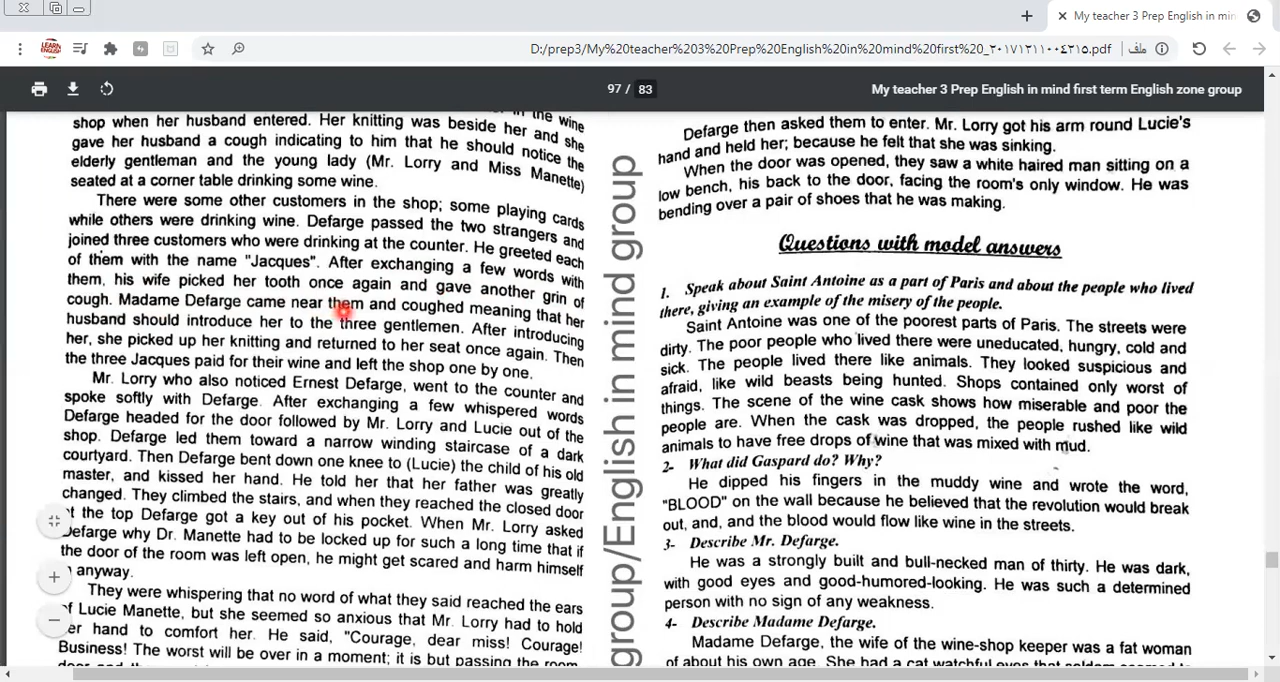 My teacher 3 Prep English in min
D:/prep3/My%20teacher%203%20Prep%20English%20in%20mind%20first%20_٢٠١٧١٢١١٠٠٤٢١٥.pdf
ملف
97 / 83
My teacher 3 Prep English in mind first term English zone group
in the wine
shop when her husband entered. Her knitting was beside her and she
gave her husband a cough indicating to him that he should notice the
elderly gentleman and the young lady (Mr. Lorry and Miss Manette)
seated at a corner table drinking some wine.
There were some other customers in the shop; some playing cards
while others were drinking wine. Defarge passed the two strangers and
joined three customers who were drinking at the counter. He greeted each
of them with the name "Jacques". After exchanging a few words with
them, his wife picked her tooth once again and gave another grin of
cough. Madame Defarge came near them and coughed meaning that her
husband should introduce her to the three gentlemen. After introducing
her, she picked up her knitting and returned to her seat once again. Then
the three Jacques paid for their wine and left the shop one by one.
Mr. Lorry who also noticed Ernest Defarge, went to the counter and
spoke softly with Defarge. After exchanging a few whispered words
Defarge headed for the door followed by Mr. Lorry and Lucie out of the
shop. Defarge led them toward a narrow winding staircase of a dark
courtyard. Then Defarge bent down one knee to (Lucie) the child of his old
master, and kissed her hand. He told her that her father was greatly
changed. They climbed the stairs, and when they reached the closed door
the top Defarge got a key out of his pocket. When Mr. Lorry asked
Defarge why Dr. Manette had to be locked up for such a long time that if
the door of the room was left open, he might get scared and harm himself
anyway.
They were whispering that no word of what they said reached the ears
of Lucie Manette, but she seemed so anxious that Mr. Lorry had to hold
her hand to comfort her. He said, "Courage, dear miss! Courage!
Business! The worst will be over in a moment; it is but passing the room
group/English in mind group
Defarge then asked them to enter. Mr. Lorry got his arm round Lucie's
hand and held her; because he felt that she was sinking.
When the door was opened, they saw a white haired man sitting on a
low bench, his back to the door, facing the room's only window. He was
bending over a pair of shoes that he was making.
Questions with model answers
1. Speak about Saint Antoine as a part of Paris and about the people who lived
there, giving an example of the misery of the people.
Saint Antoine was one of the poorest parts of Paris. The streets were
dirty. The poor people who lived there were uneducated, hungry, cold and
sick. The people lived there like animals. They looked suspicious and
afraid, like wild beasts being hunted. Shops contained only worst of
things. The scene of the wine cask shows how miserable and poor the
people are. When the cask was dropped, the people rushed like wild
animals to have free drops of wine that was mixed with mud.
2- What did Gaspard do? Why?
He dipped his fingers in the muddy wine and wrote the word,
"BLOOD" on the wall because he believed that the revolution would break
out, and, and the blood would flow like wine in the streets.
3- Describe Mr. Defarge.
He was a strongly built and bull-necked man of thirty. He was dark,
with good eyes and good-humored-looking. He was such a determined
person with no sign of any weakness.
4- Describe Madame Defarge.
Madame Defarge, the wife of the wine-shop keeper was a fat woman
of about his own age. She had a cat watchful eyes that seldom seemed to